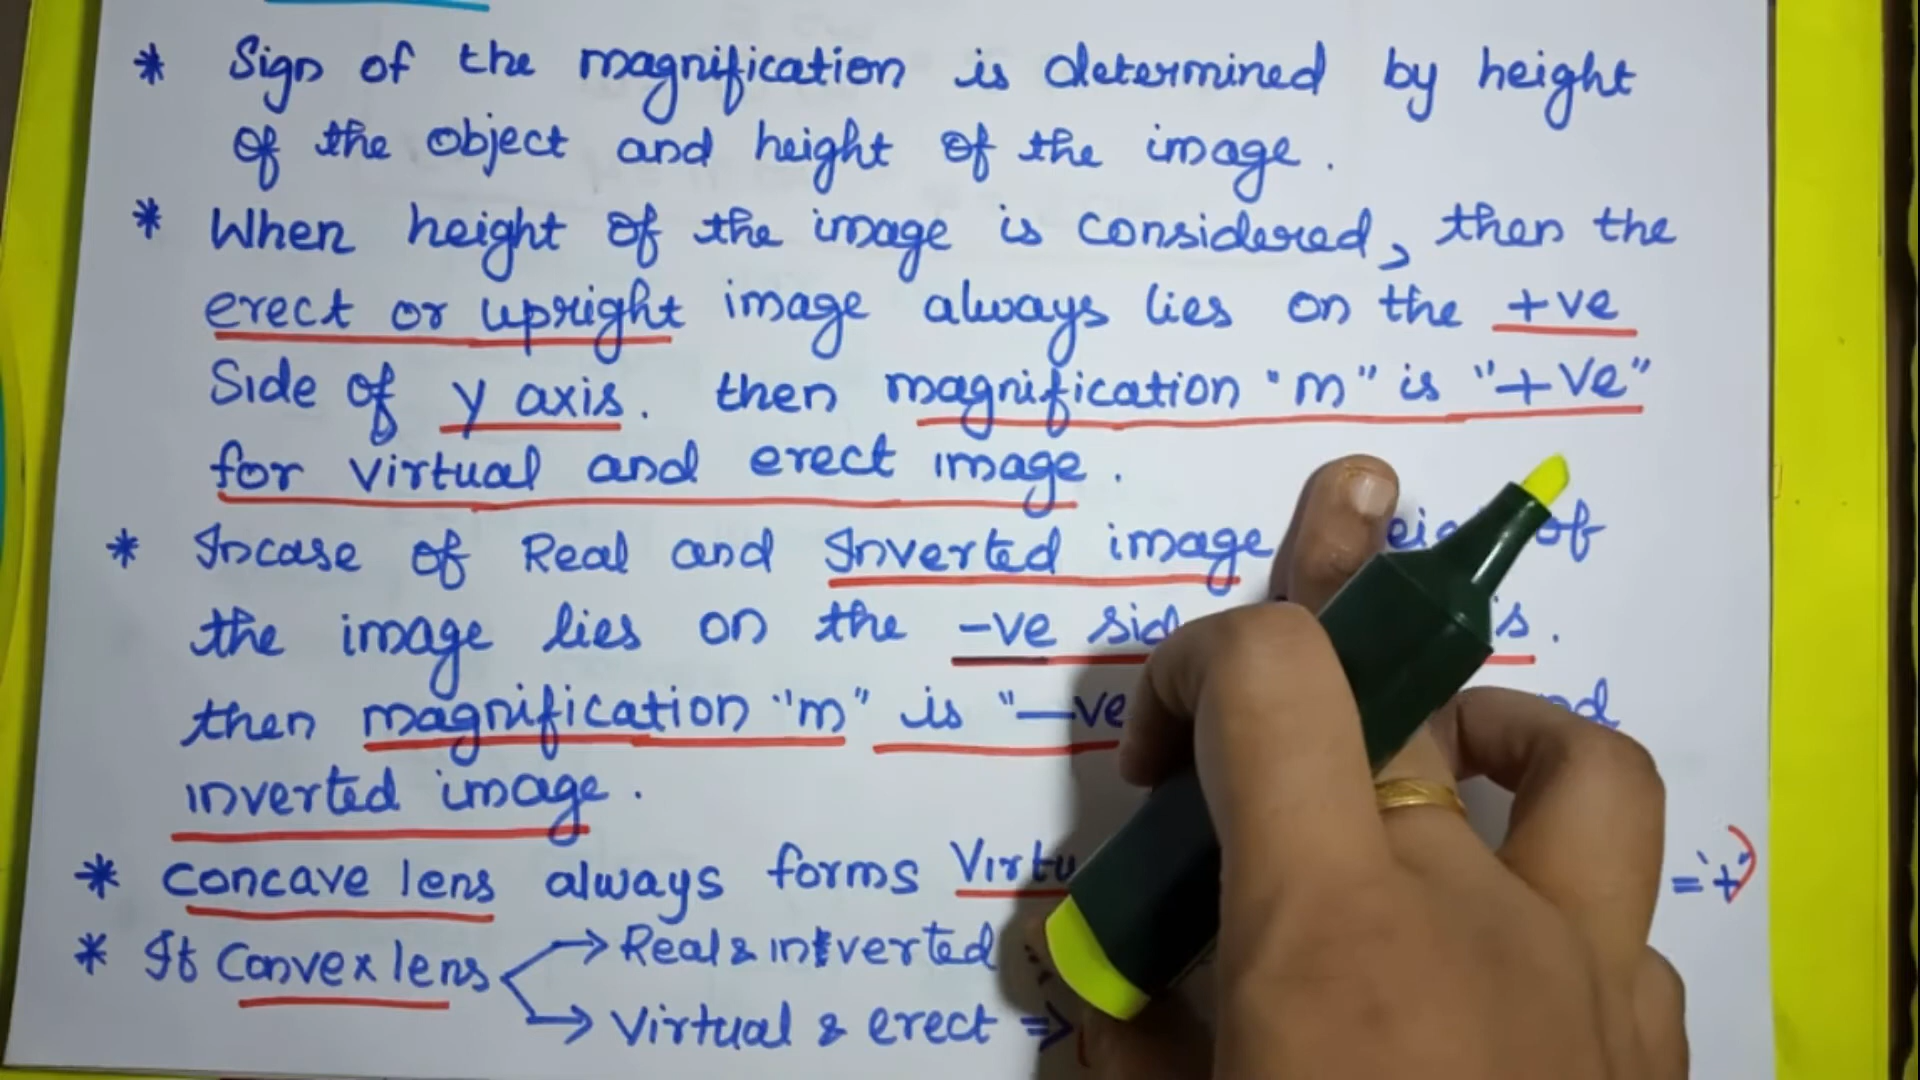 * Sign of the magnification is determined by height
of the object and height of the image.
* When height of the image is considered, then the
erect or upright image always lies on the +ve
Side of y axis. then magnification "m" is "+ve"
for virtual and erect image.
* Incase of Real and Inverted image of
the image lies on the -ve
then magnification "m" is "-ve
inverted image.
* Concave lens always forms = '+'
* If Convex lens → Real & inverted
→ Virtual & erect ⇒